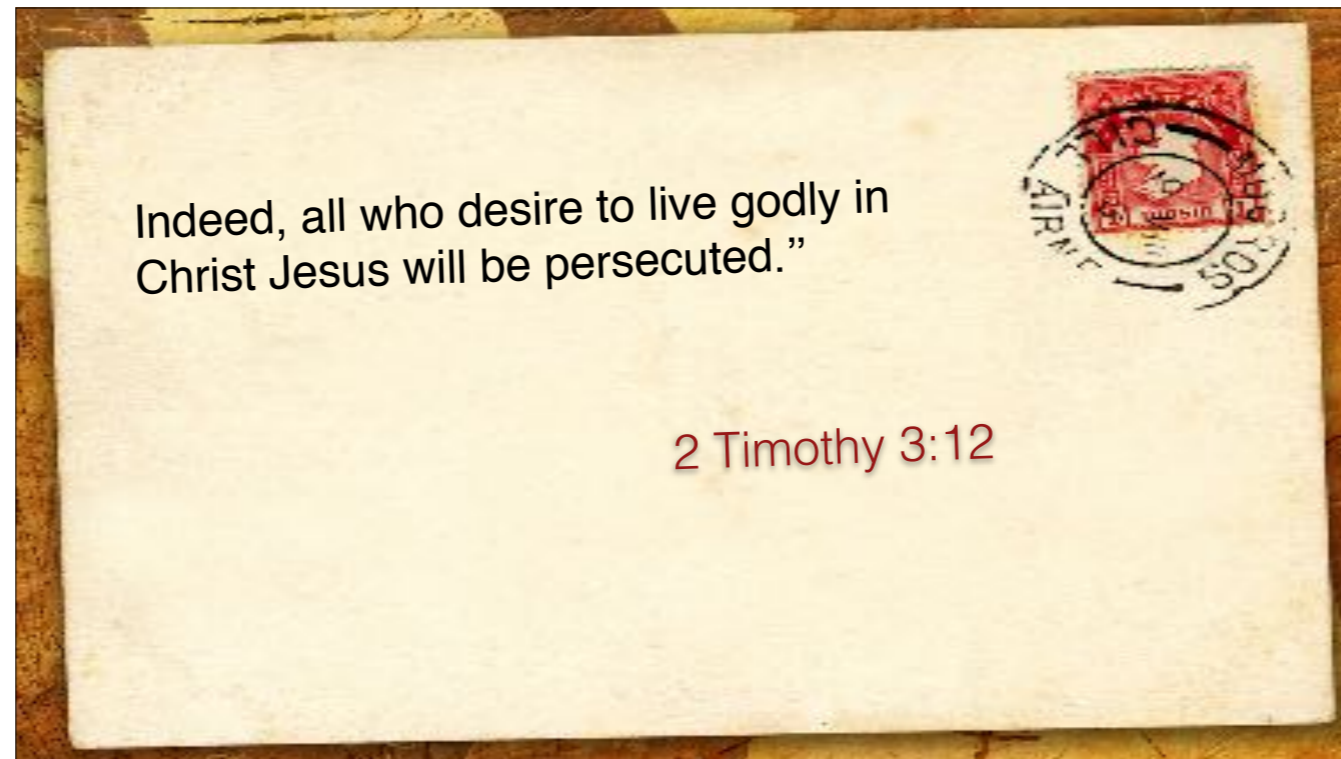 Indeed, all who desire to live godly in
Christ Jesus will be persecuted.”
2 Timothy 3:12